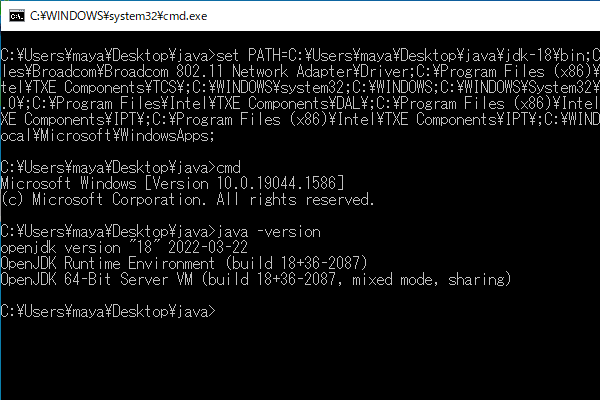 C:¥WINDOWS¥system32¥cmd.exe
C:¥Users¥maya¥Desktop¥java>set PATH=C:¥Users¥maya¥Desktop¥java¥jdk-18¥bin;C
les¥Broadcom¥Broadcom 802.11 Network Adapter¥Driver;C:¥Program Files (x86)¥
tel¥TXE Components¥TCS¥;C:¥WINDOWS¥system32;C:¥WINDOWS;C:¥WINDOWS¥System32¥
.0¥;C:¥Program Files¥Intel¥TXE Components¥DAL¥;C:¥Program Files (x86)¥Intel
XE Components¥IPT¥;C:¥Program Files (x86)¥Intel¥TXE Components¥IPT¥;C:¥WIND
ocal¥Microsoft¥WindowsApps;
C:¥Users¥maya¥Desktop¥java>cmd
Microsoft Windows [Version 10.0.19044.1586]
(c) Microsoft Corporation. All rights reserved.
C:¥Users¥maya¥Desktop¥java>java -version
openjdk version "18" 2022-03-22
OpenJDK Runtime Environment (build 18+36-2087)
OpenJDK 64-Bit Server VM (build 18+36-2087, mixed mode, sharing)
C:¥Users¥maya¥Desktop¥java>